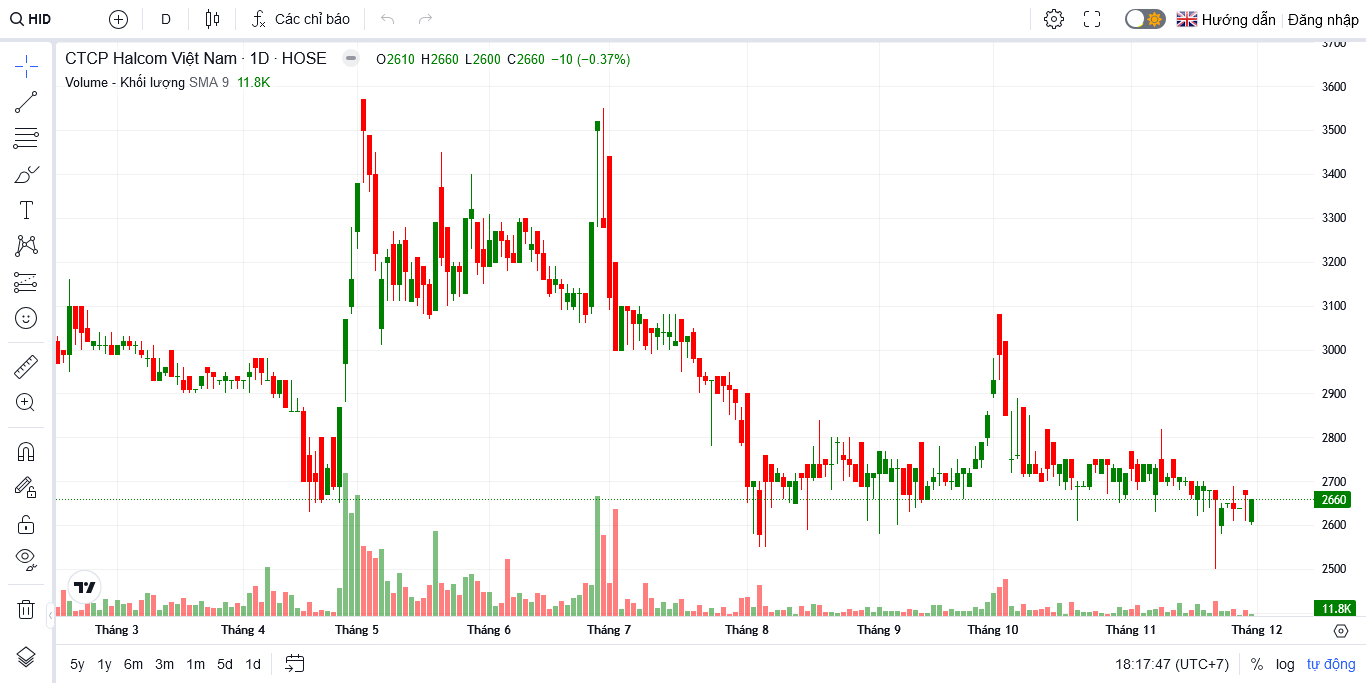 HID
D
Các chỉ báo
Hướng dẫn
Đăng nhập
CTCP Halcom Việt Nam · 1D · HOSE
O2610 H2660 L2600 C2660 −10 (−0.37%)
Volume - Khối lượng SMA 9 11.8K
3700
3600
3500
3400
3300
3200
3100
3000
2900
2800
2700
2660
2600
2500
11.8K
Tháng 3
Tháng 4
Tháng 5
Tháng 6
Tháng 7
Tháng 8
Tháng 9
Tháng 10
Tháng 11
Tháng 12
5y 1y 6m 3m 1m 5d 1d
18:17:47 (UTC+7)
% log tự động